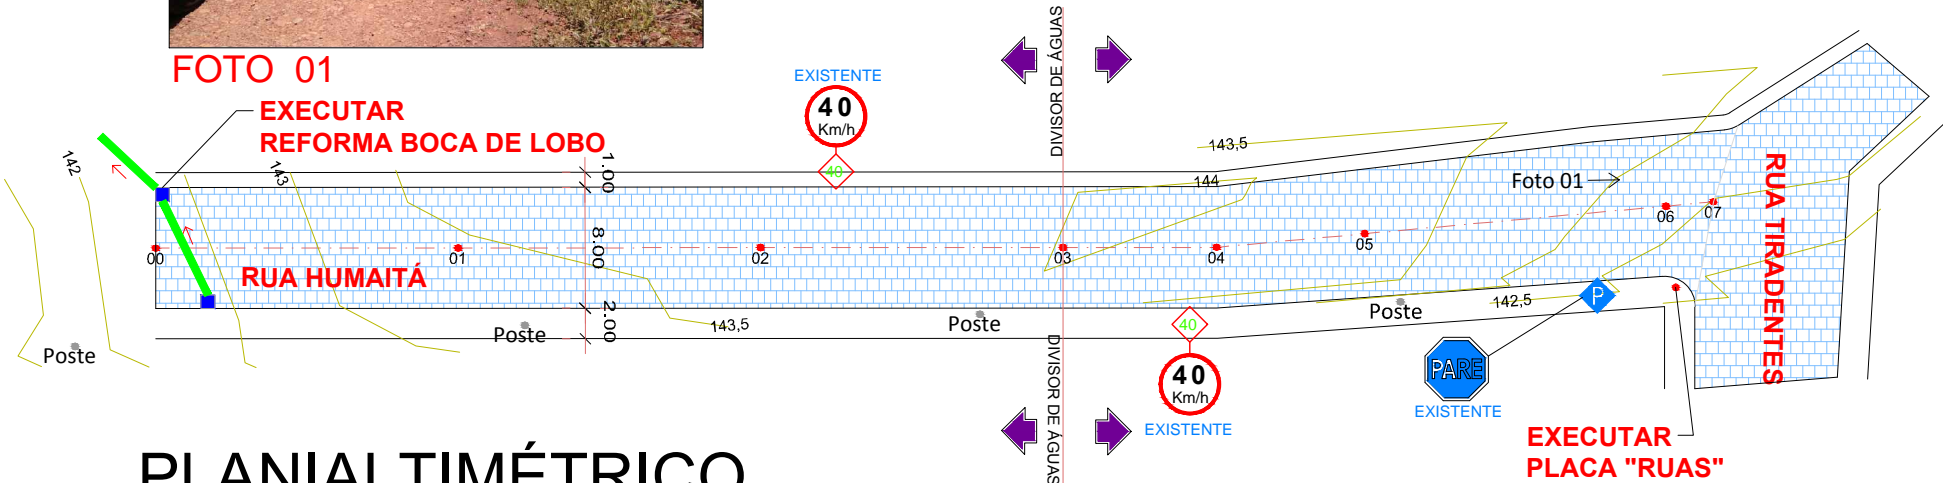 FOTO 01
EXECUTAR
REFORMA BOCA DE LOBO
EXISTENTE
40
Km/h
40
DIVISOR DE ÁGUAS
142
143
1.00
8.00
2.00
143,5
144
Foto 01
RUA TIRADENTES
00
01
02
03
04
05
06
07
RUA HUMAITÁ
Poste
Poste
143,5
Poste
Poste
142,5
P
40
40
Km/h
EXISTENTE
DIVISOR DE ÁGUAS
PARE
EXISTENTE
EXECUTAR
PLACA "RUAS"
PLANIALTIMÉTRICO